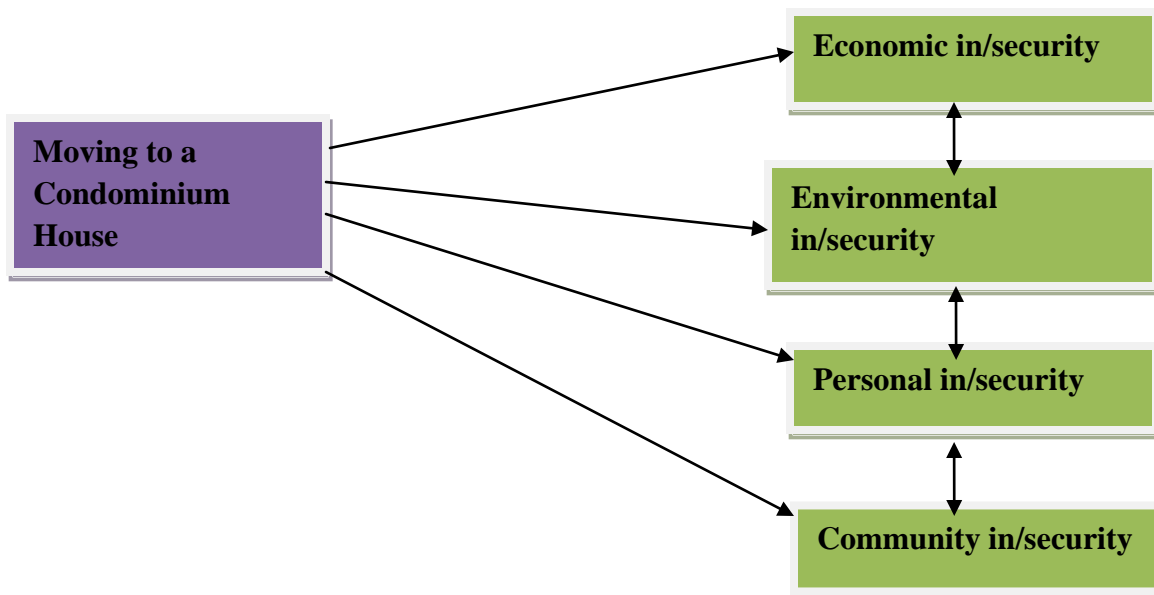 Economic in/security
Moving to a
Condominium
House
Environmental
in/security
Personal in/security
Community in/security